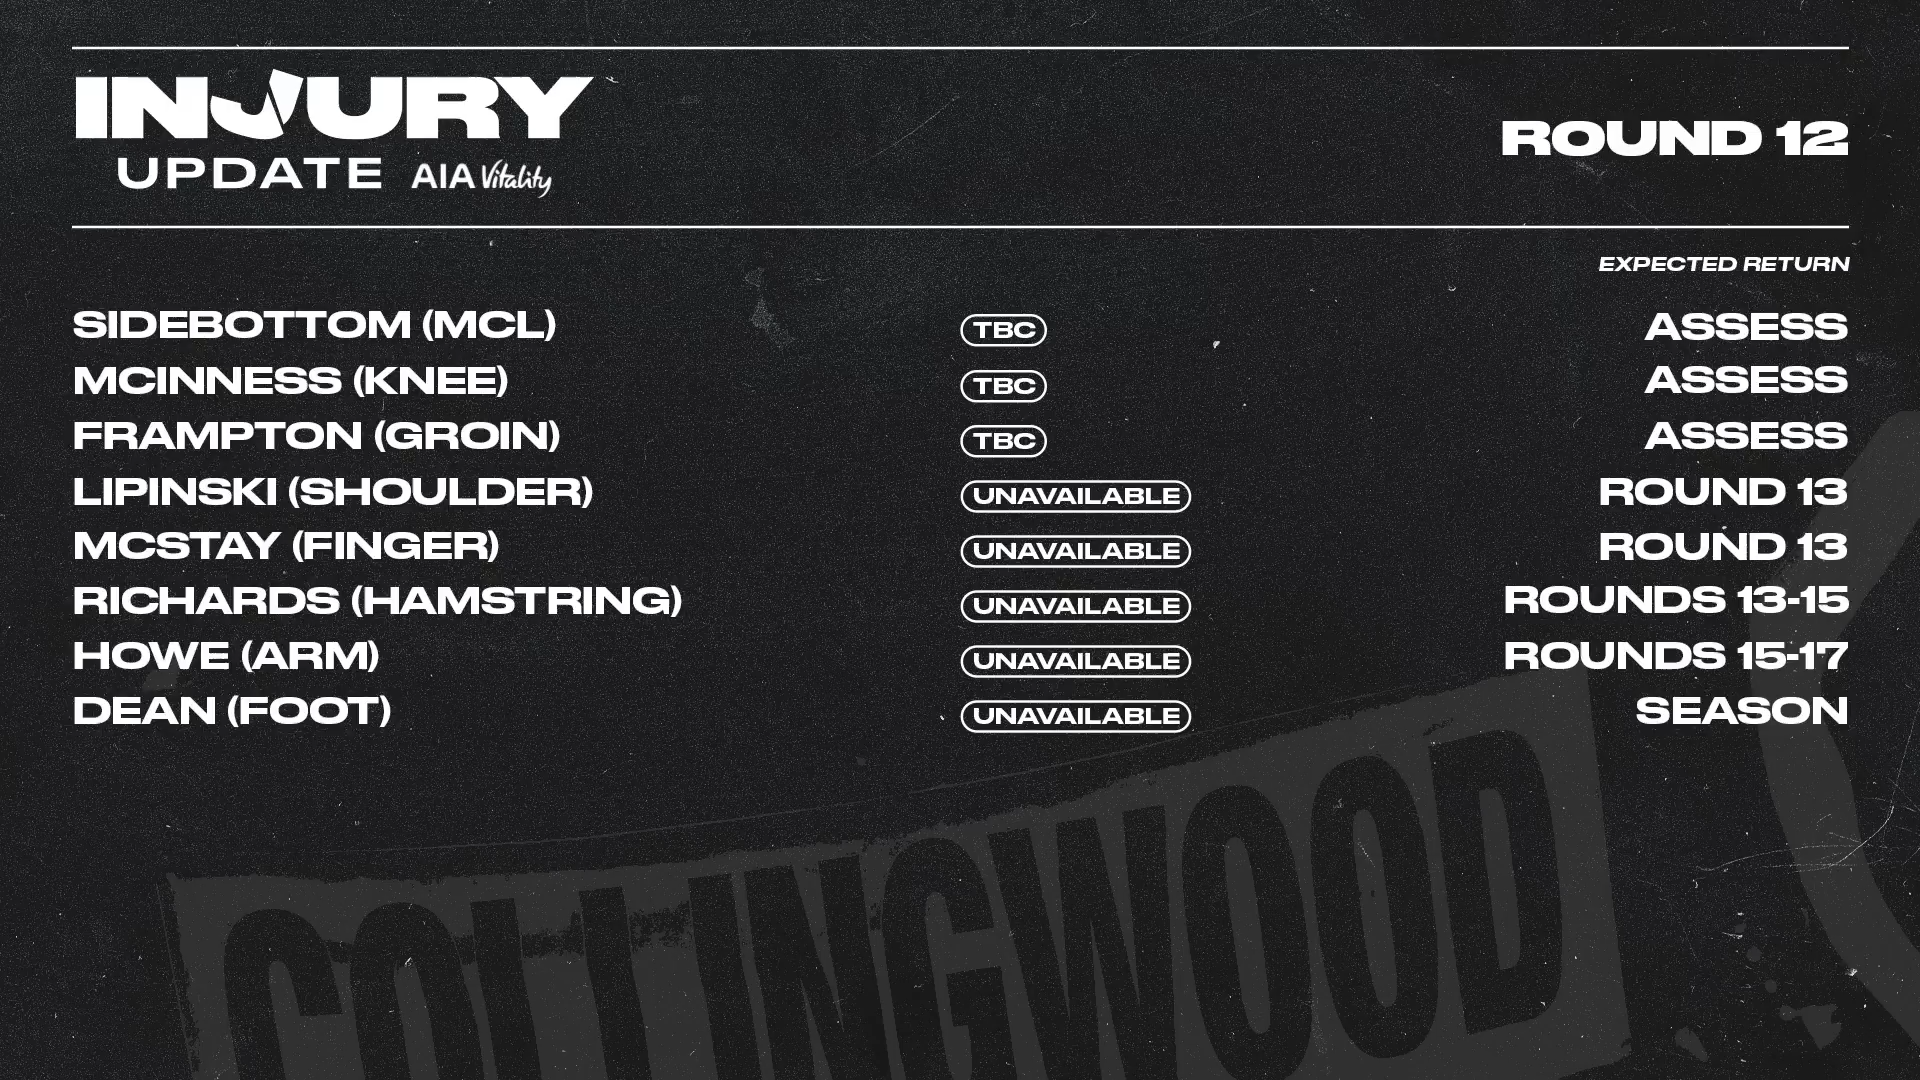 INJURY
UPDATE AIA Vitality
ROUND 12
EXPECTED RETURN
SIDEBOTTOM (MCL) TBC ASSESS
MCINNESS (KNEE) TBC ASSESS
FRAMPTON (GROIN) TBC ASSESS
LIPINSKI (SHOULDER) UNAVAILABLE ROUND 13
MCSTAY (FINGER) UNAVAILABLE ROUND 13
RICHARDS (HAMSTRING) UNAVAILABLE ROUNDS 13-15
HOWE (ARM) UNAVAILABLE ROUNDS 15-17
DEAN (FOOT) UNAVAILABLE SEASON
COLLINGWOOD